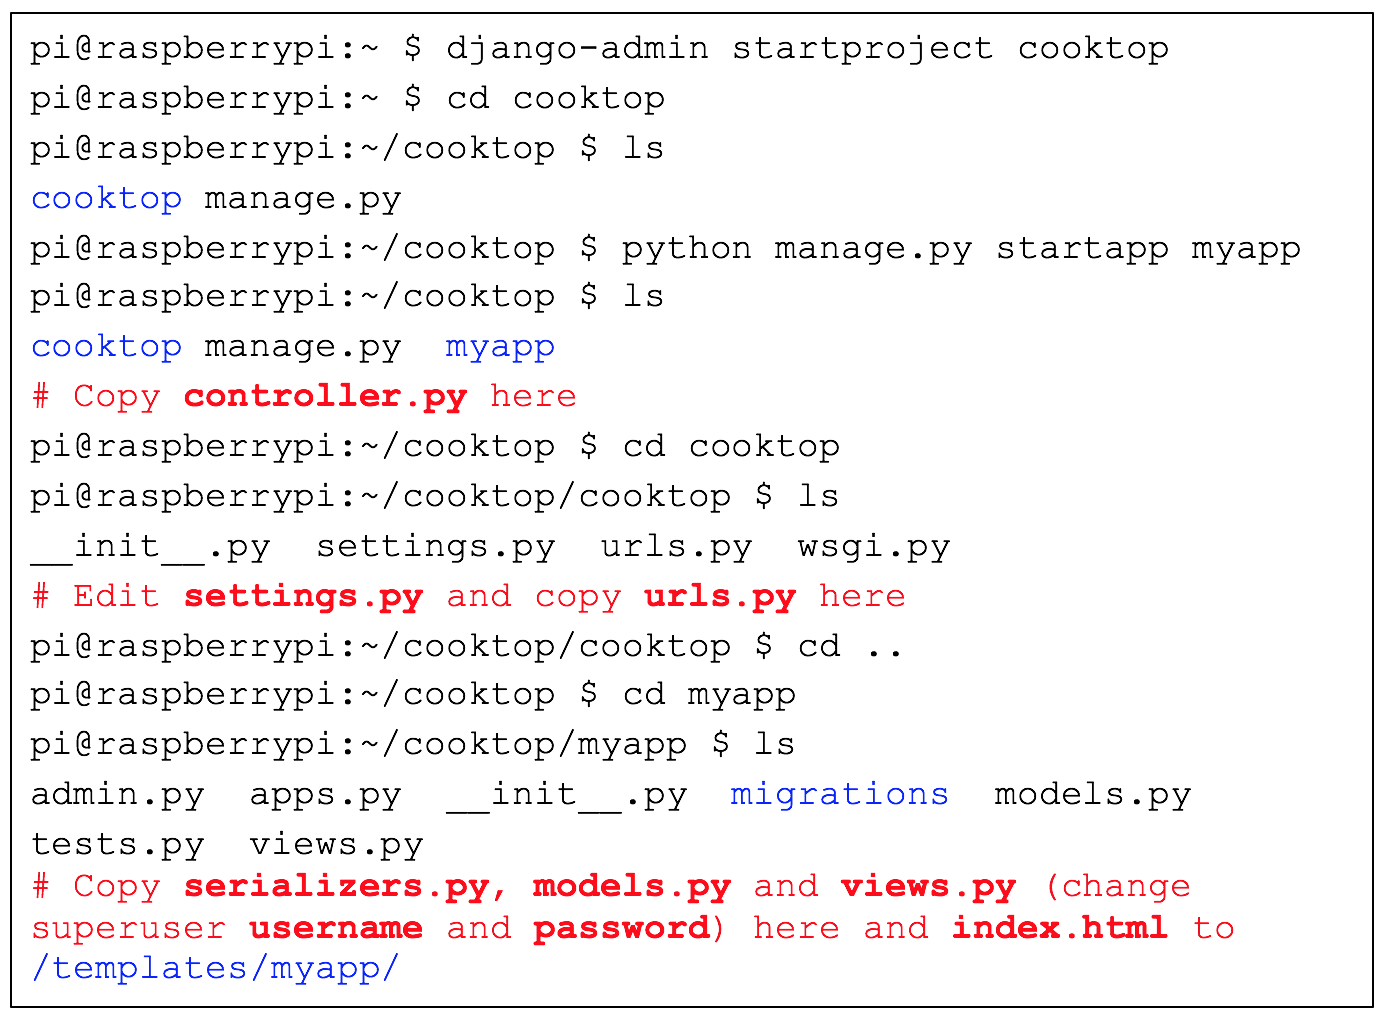 pi@raspberrypi:~ $ django-admin startproject cooktop
pi@raspberrypi:~ $ cd cooktop
pi@raspberrypi:~/cooktop $ ls
cooktop manage.py
pi@raspberrypi:~/cooktop $ python manage.py startapp myapp
pi@raspberrypi:~/cooktop $ ls
cooktop manage.py  myapp
# Copy controller.py here
pi@raspberrypi:~/cooktop $ cd cooktop
pi@raspberrypi:~/cooktop/cooktop $ ls
__init__.py  settings.py  urls.py  wsgi.py
# Edit settings.py and copy urls.py here
pi@raspberrypi:~/cooktop/cooktop $ cd ..
pi@raspberrypi:~/cooktop $ cd myapp
pi@raspberrypi:~/cooktop/myapp $ ls
admin.py  apps.py  __init__.py  migrations  models.py
tests.py  views.py
# Copy serializers.py, models.py and views.py (change
superuser username and password) here and index.html to
/templates/myapp/